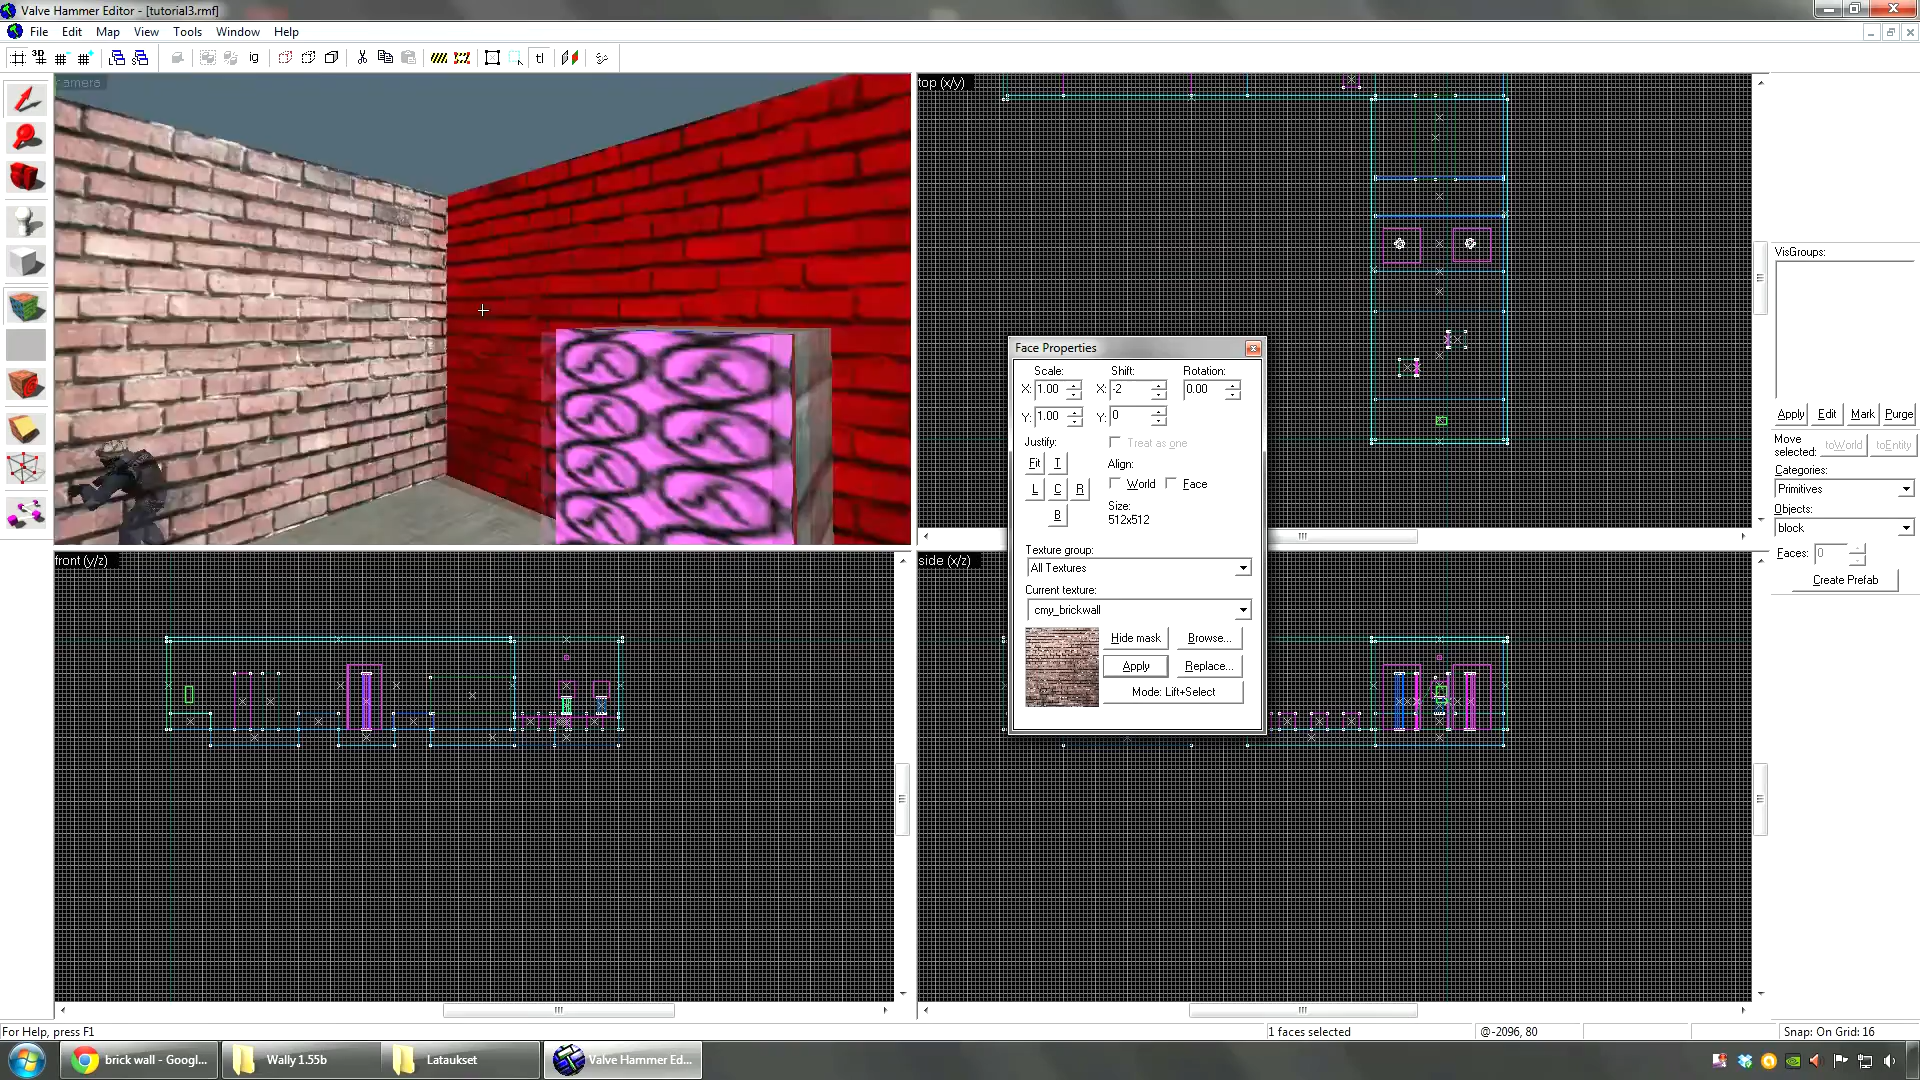 Valve Hammer Editor - [tutorial3.rmf]
File Edit Map View Tools Window Help
3D
ig
tl
camera
top (x/y)
front (y/z)
side (x/z)
Face Properties
Scale: Shift: Rotation:
X: 1.00 X: -2 0.00
Y: 1.00 Y: 0
Justify: Treat as one
Fit T Align:
L C R World Face
B Size:
512x512
Texture group:
All Textures
Current texture:
cmy_brickwall
Hide mask Browse...
Apply Replace...
Mode: Lift+Select
VisGroups:
Apply Edit Mark Purge
Move selected: toWorld toEntity
Categories:
Primitives
Objects:
block
Faces: 0
Create Prefab
For Help, press F1
1 faces selected
@-2096, 80
Snap: On Grid: 16
brick wall - Googl...
Wally 1.55b
Lataukset
Valve Hammer Ed...